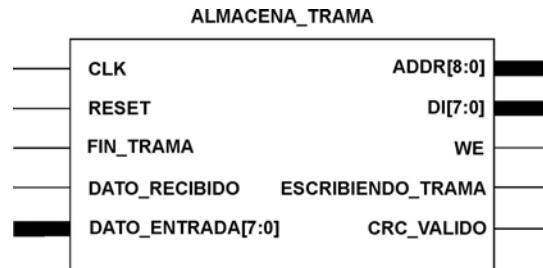 ALMACENA_TRAMA
CLK
ADDR[8:0]
RESET
DI[7:0]
FIN_TRAMA
WE
DATO_RECIBIDO
ESCRIBIENDO_TRAMA
DATO_ENTRADA[7:0]
CRC_VALIDO